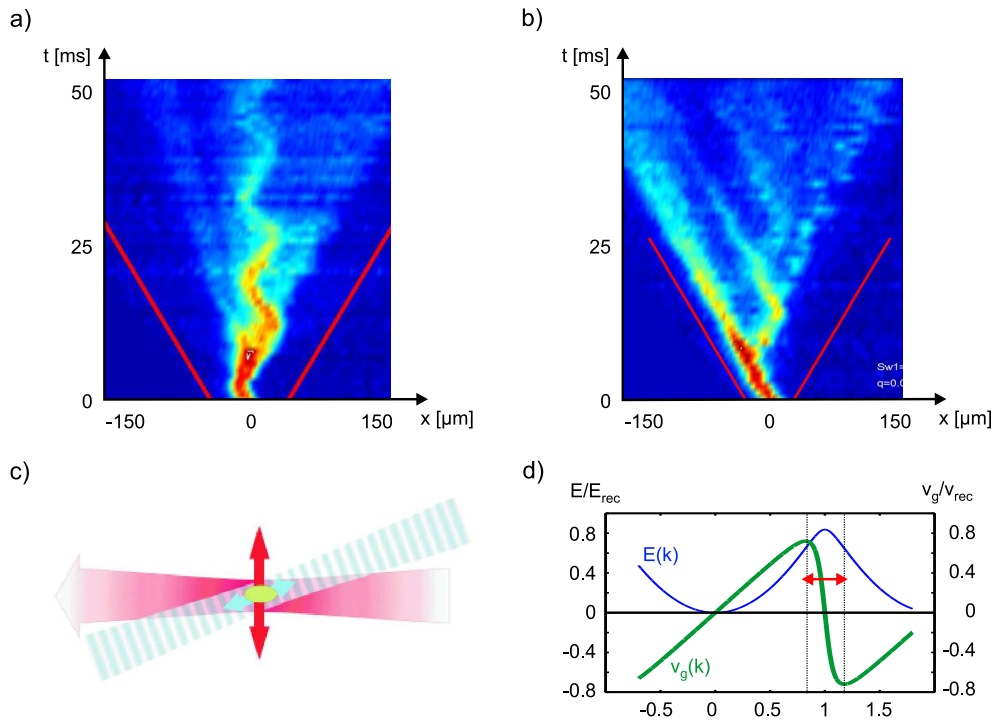 a)
b)
t [ms]
50
25
0
-150
0
150
x [µm]
t [ms]
50
25
0
-150
0
150
x [µm]
Sw1=
q=0.0
c)
d)
E/E_rec
v_g/v_rec
0.8
0.4
0
-0.4
-0.8
E(k)
v_g(k)
0.8
0.4
0
-0.4
-0.8
-0.5
0
0.5
1
1.5